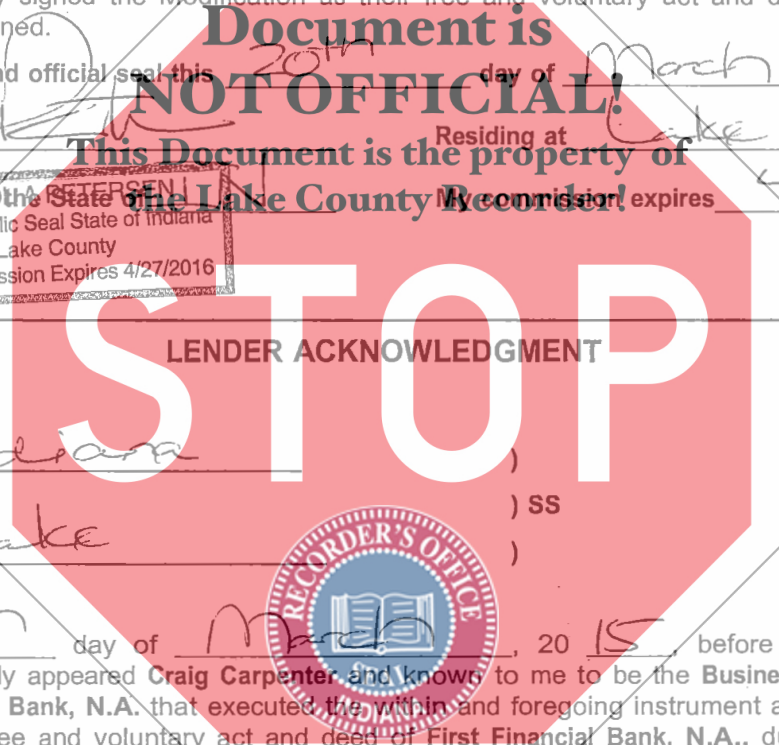 y signed the Modification as their free and voluntary act and
ned.
Document is
nd official seal this 20th day of March
NOT OFFICIAL!
Residing at Lake
This Document is the property of
the State of My commission expires
the Lake County Recorder!
A PETERSEN
lic Seal State of Indiana
Lake County
ssion Expires 4/27/2016
STOP
LENDER ACKNOWLEDGMENT
diana )
) SS
ake )
RECORDER'S OFFICE
SEAL
INDIANA
day of March, 20 15, before
ly appeared Craig Carpenter and known to me to be the Busine
Bank, N.A. that executed the within and foregoing instrument a
ee and voluntary act and deed of First Financial Bank, N.A., d